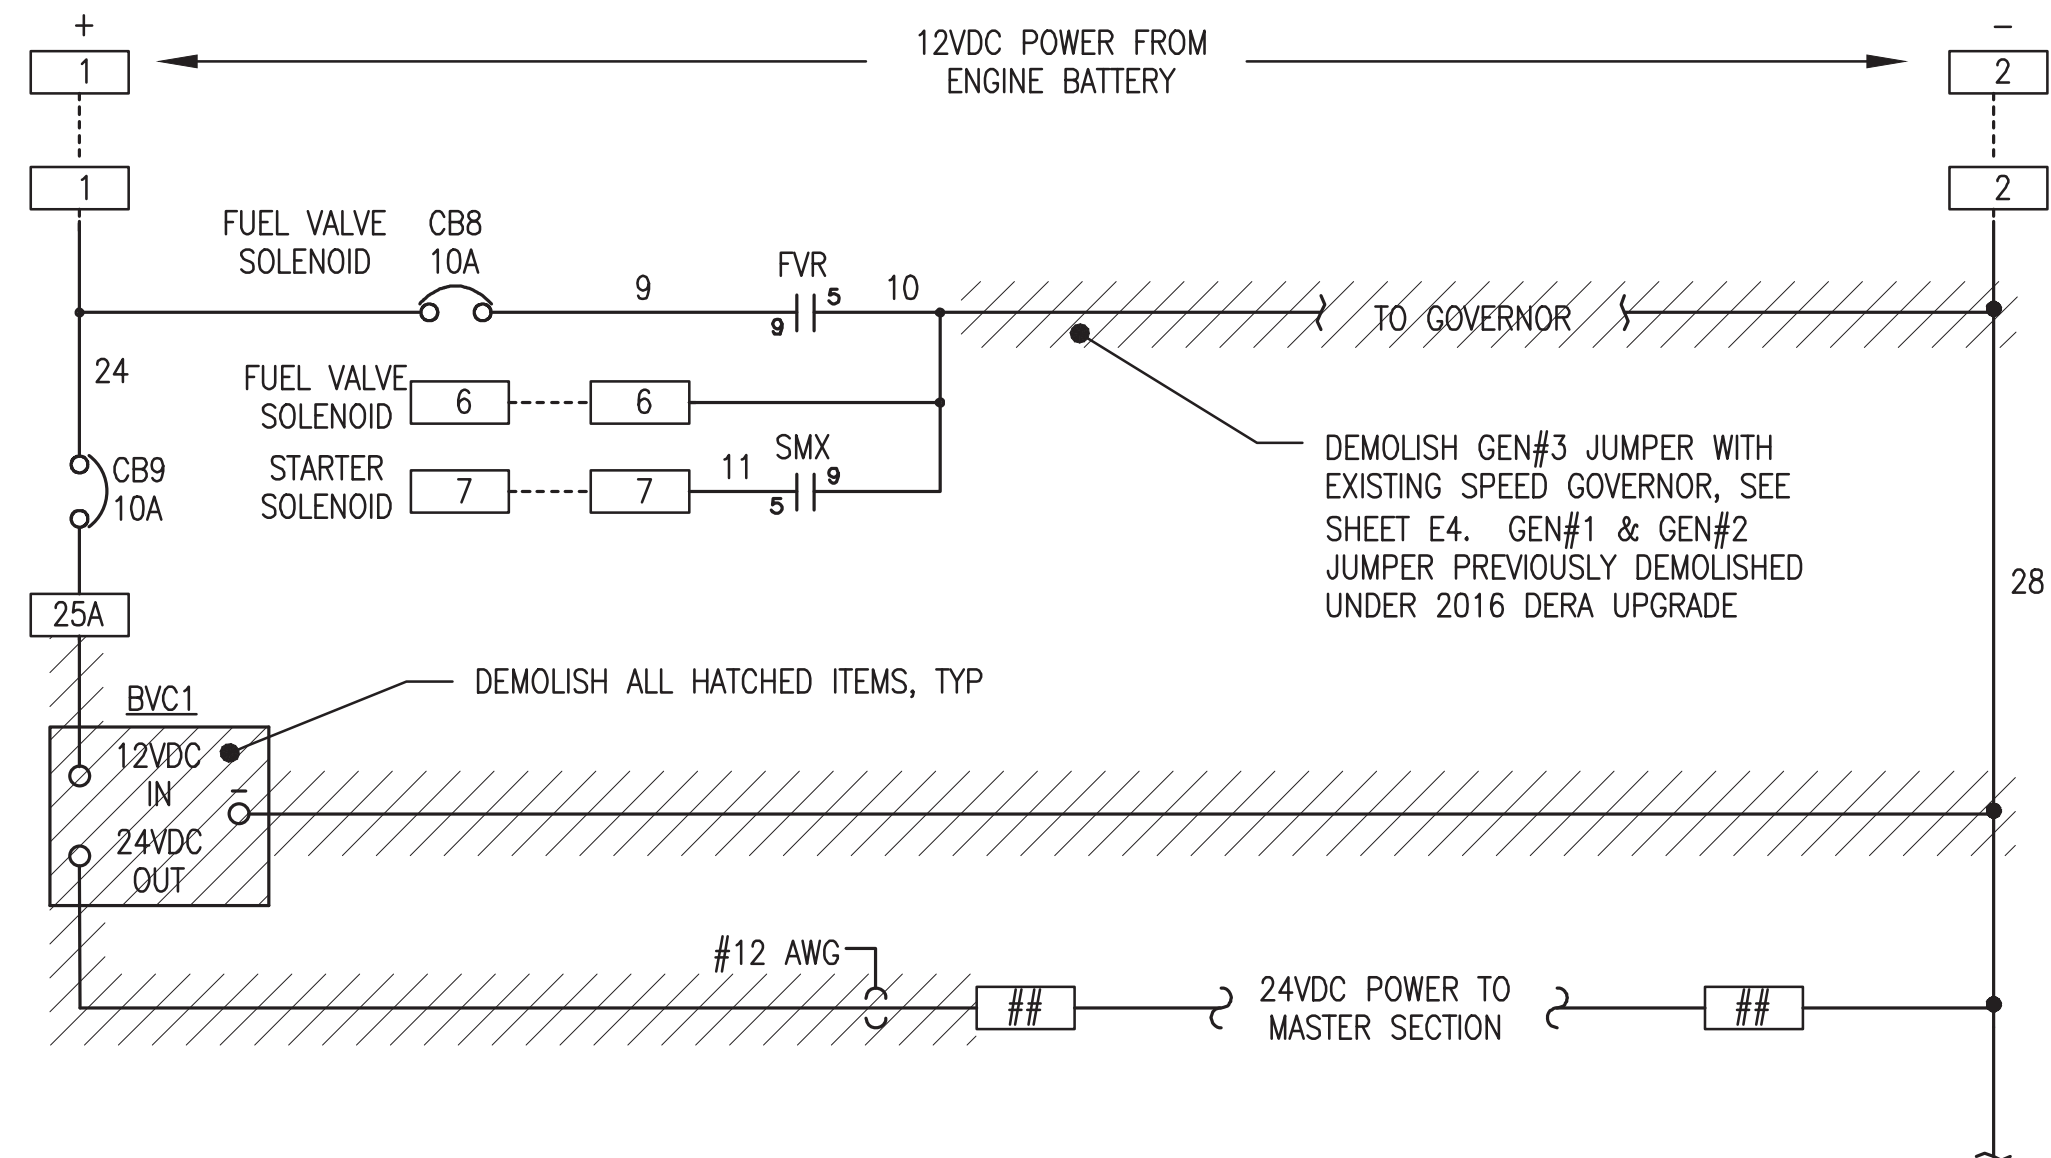 +
–
12VDC POWER FROM
ENGINE BATTERY
1
2
1
2
FUEL VALVE
SOLENOID
CB8
10A
9
FVR
9
5
10
TO GOVERNOR
24
FUEL VALVE
SOLENOID
6
6
STARTER
SOLENOID
7
7
11
SMX
5
9
CB9
10A
DEMOLISH GEN#3 JUMPER WITH
EXISTING SPEED GOVERNOR, SEE
SHEET E4. GEN#1 & GEN#2
JUMPER PREVIOUSLY DEMOLISHED
UNDER 2016 DERA UPGRADE
28
25A
BVC1
DEMOLISH ALL HATCHED ITEMS, TYP
12VDC
IN
–
24VDC
OUT
#12 AWG
##
24VDC POWER TO
MASTER SECTION
##